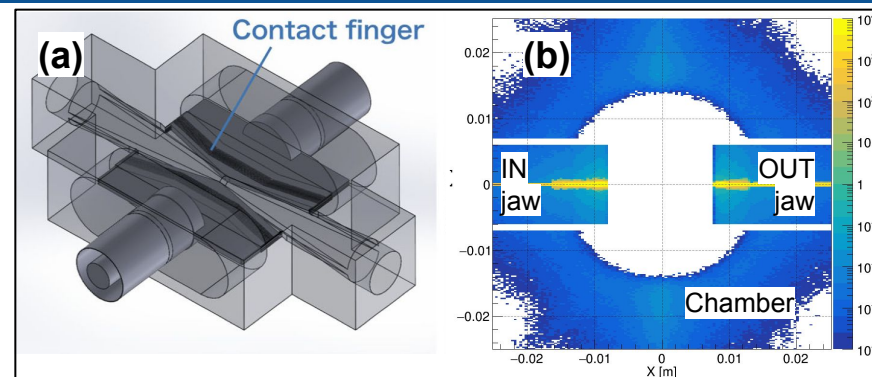 Contact finger
(a)
(b)
0.02
0.01
0
−0.01
−0.02
IN
jaw
OUT
jaw
Chamber
−0.02
−0.01
0
0.01
0.02
X [m]
1